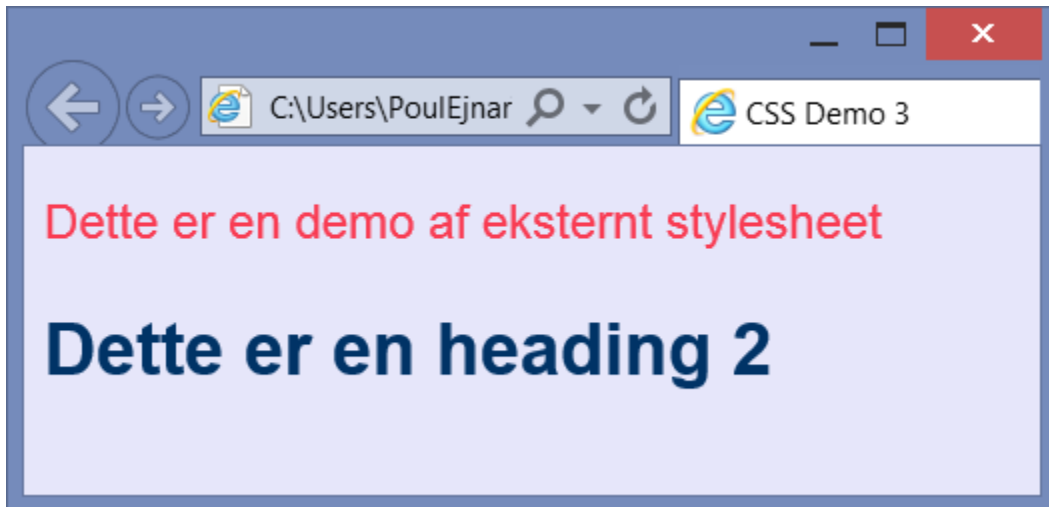 C:\Users\PoulEjnar
CSS Demo 3
Dette er en demo af eksternt stylesheet
Dette er en heading 2